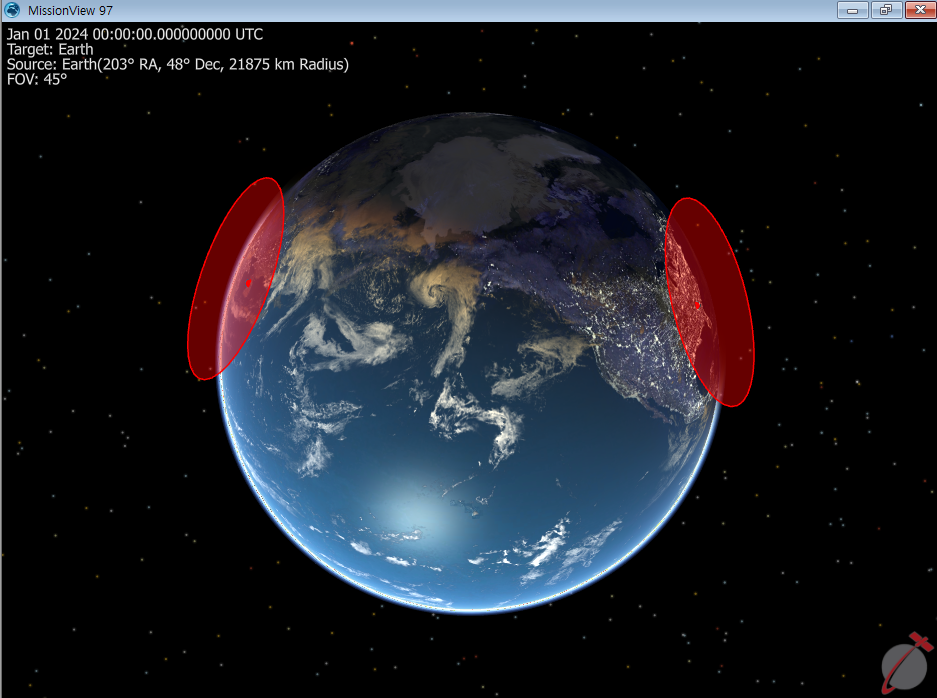 MissionView 97
Jan 01 2024 00:00:00.000000000 UTC
Target: Earth
Source: Earth(203° RA, 48° Dec, 21875 km Radius)
FOV: 45°